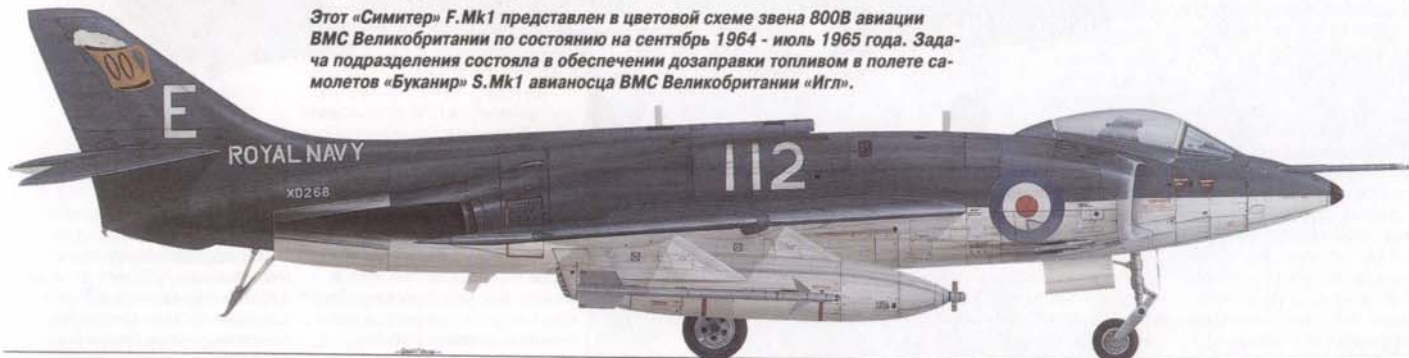 Этот «Симитер» F.Mk1 представлен в цветовой схеме звена 800B авиации
ВМС Великобритании по состоянию на сентябрь 1964 - июль 1965 года. Зада-
ча подразделения состояла в обеспечении дозаправки топливом в полете са-
молетов «Буканир» S.Mk1 авианосца ВМС Великобритании «Игл».
00
E
ROYAL NAVY
112
XD268